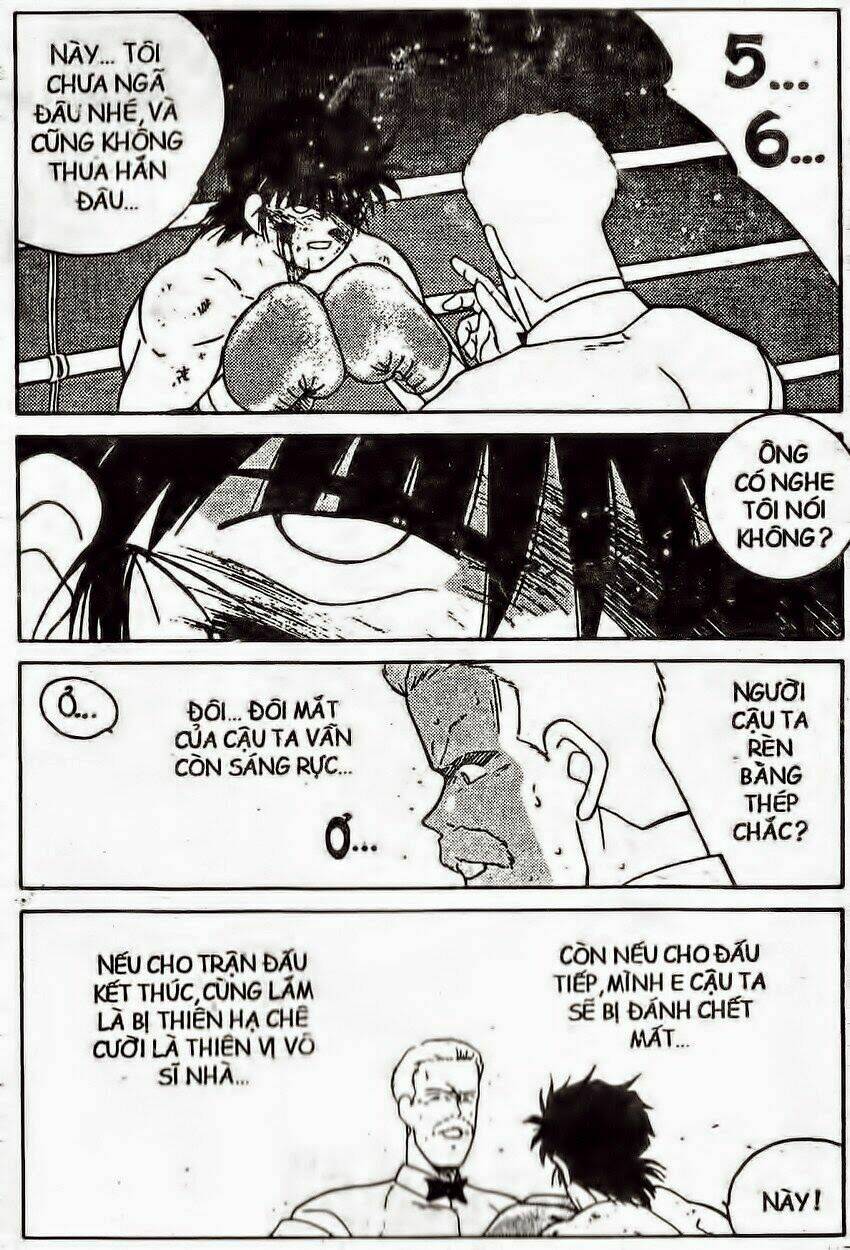 NÀY... TÔI
CHƯA NGÃ
ĐÂU NHÉ, VÀ
CŨNG KHÔNG
THUA HẮN
ĐÂU...
5...
6...
ÔNG
CÓ NGHE
TÔI NÓI
KHÔNG?
Ở...
ĐÔI... ĐÔI MẮT
CỦA CẬU TA VẪN
CÒN SÁNG RỰC...
Ơ...
NGƯỜI
CẬU TA
RÈN
BẰNG
THÉP
CHẮC?
NẾU CHO TRẬN ĐẤU
KẾT THÚC, CÙNG LẮM
LÀ BỊ THIÊN HẠ CHÊ
CƯỜI LÀ THIÊN VỊ VÕ
SĨ NHÀ...
CÒN NẾU CHO ĐẤU
TIẾP, MÌNH E CẬU TA
SẼ BỊ ĐÁNH CHẾT
MẤT...
NÀY!